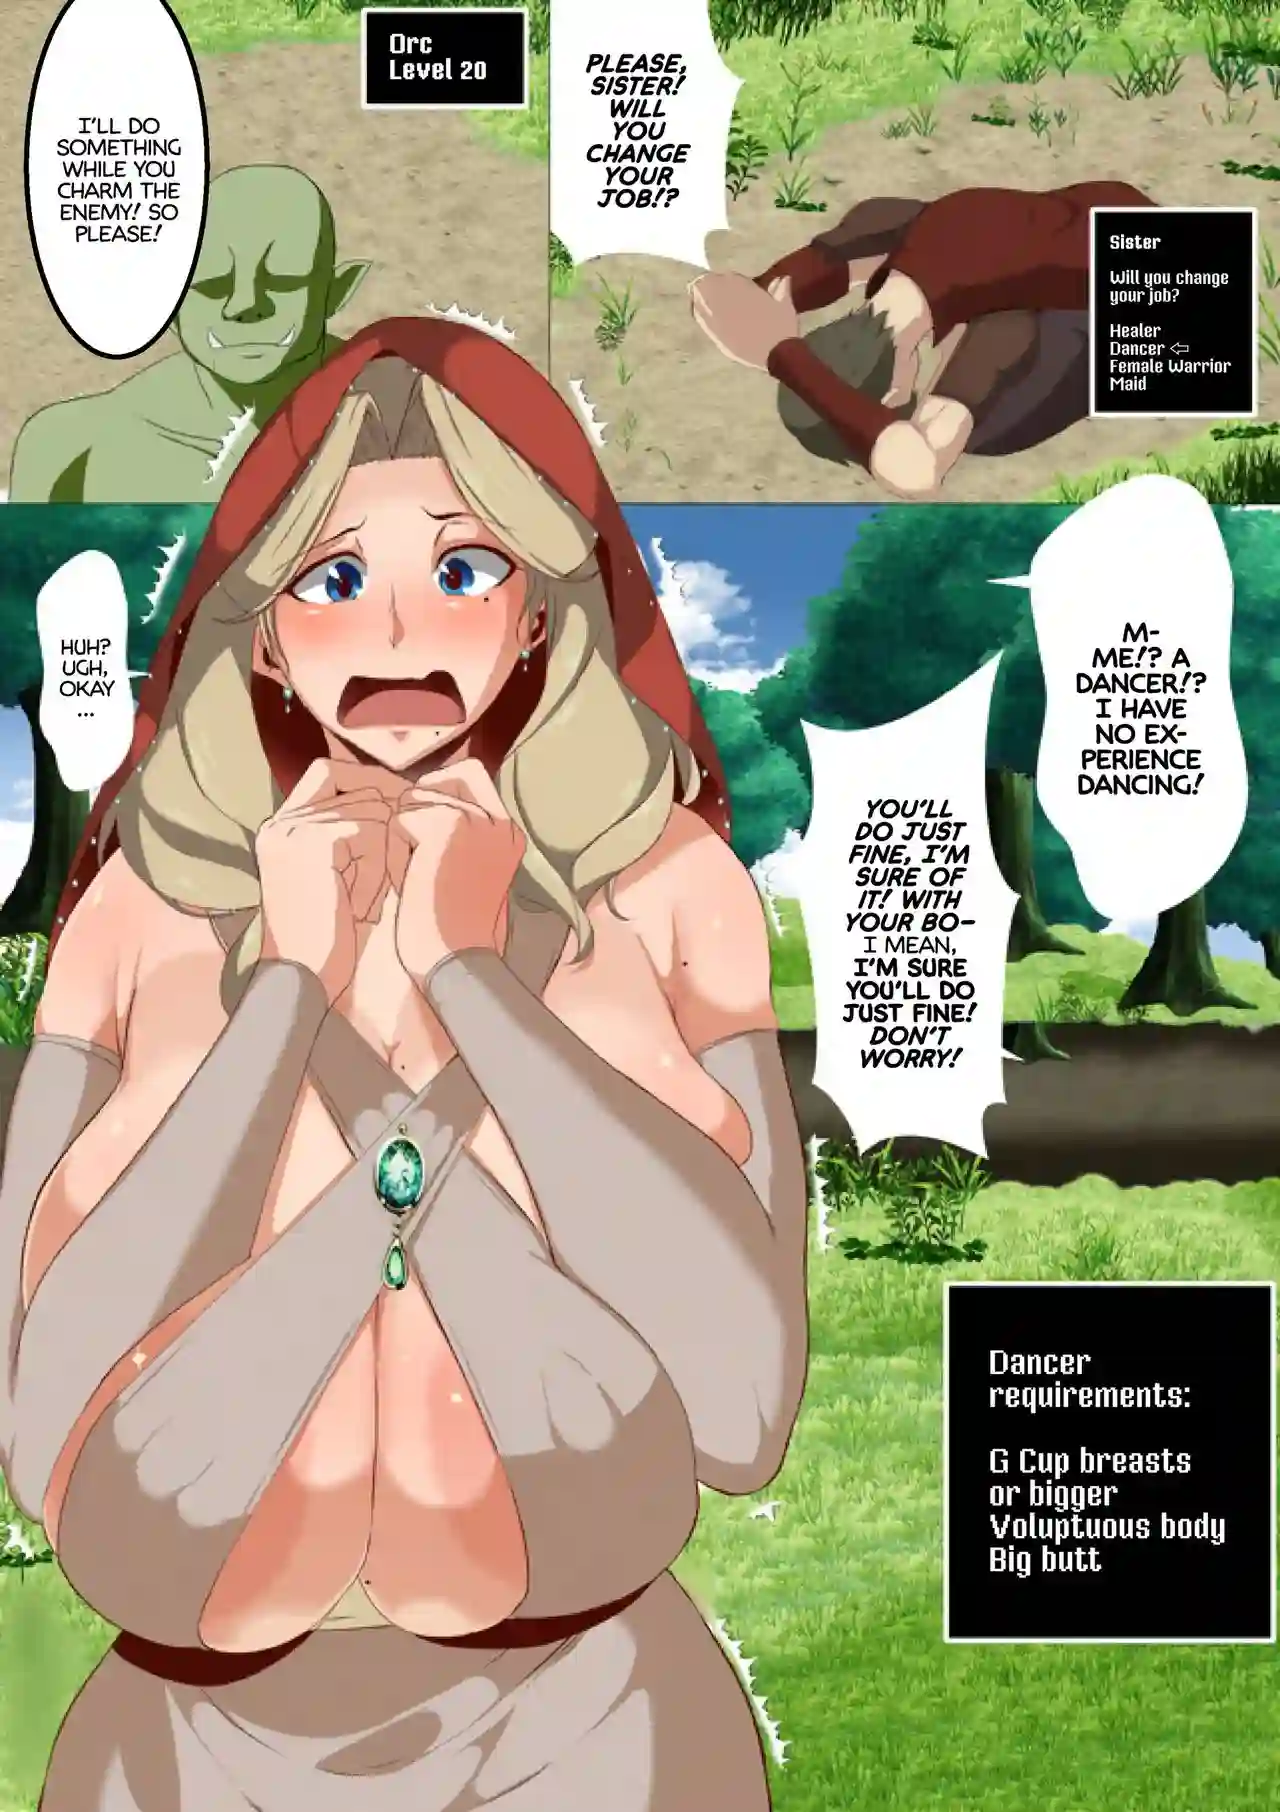 I'LL DO
SOMETHING
WHILE YOU
CHARM THE
ENEMY! SO
PLEASE!
Orc
Level 20
PLEASE,
SISTER!
WILL
YOU
CHANGE
YOUR
JOB!?
Sister
Will you change
your job?
Healer
Dancer ⇦
Female Warrior
Maid
HUH?
UGH,
OKAY
...
M-
ME!? A
DANCER!?
I HAVE
NO EX-
PERIENCE
DANCING!
YOU'LL
DO JUST
FINE, I'M
SURE OF
IT! WITH
YOUR BO-
I MEAN,
I'M SURE
YOU'LL DO
JUST FINE!
DON'T
WORRY!
Dancer
requirements:
G Cup breasts
or bigger
Voluptuous body
Big butt